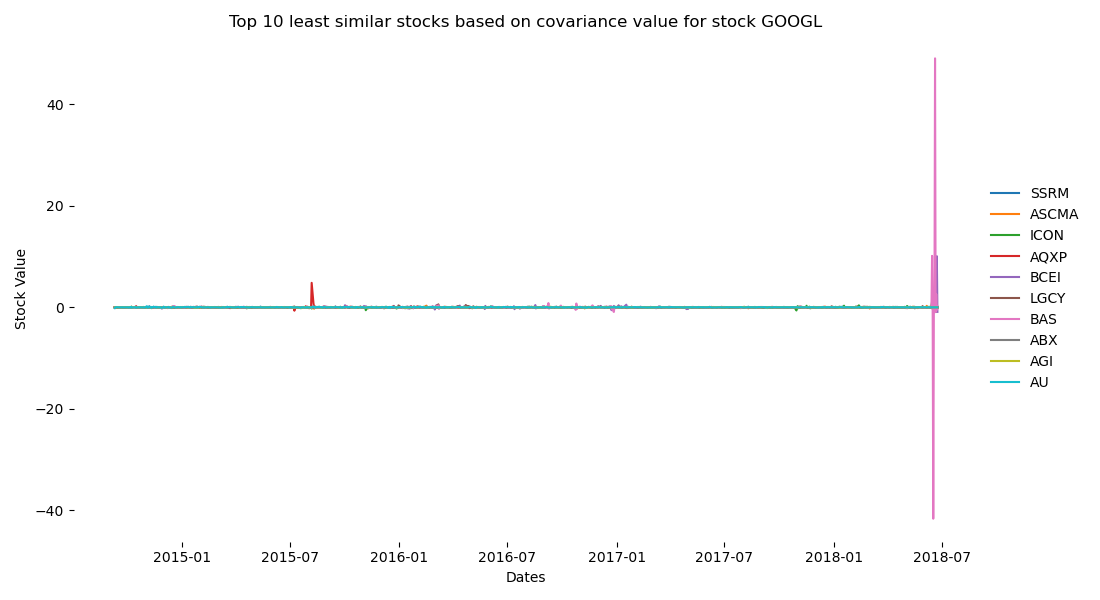 Top 10 least similar stocks based on covariance value for stock GOOGL
Stock Value
40
20
0
−20
−40
2015-01
2015-07
2016-01
2016-07
2017-01
2017-07
2018-01
2018-07
Dates
SSRM
ASCMA
ICON
AQXP
BCEI
LGCY
BAS
ABX
AGI
AU